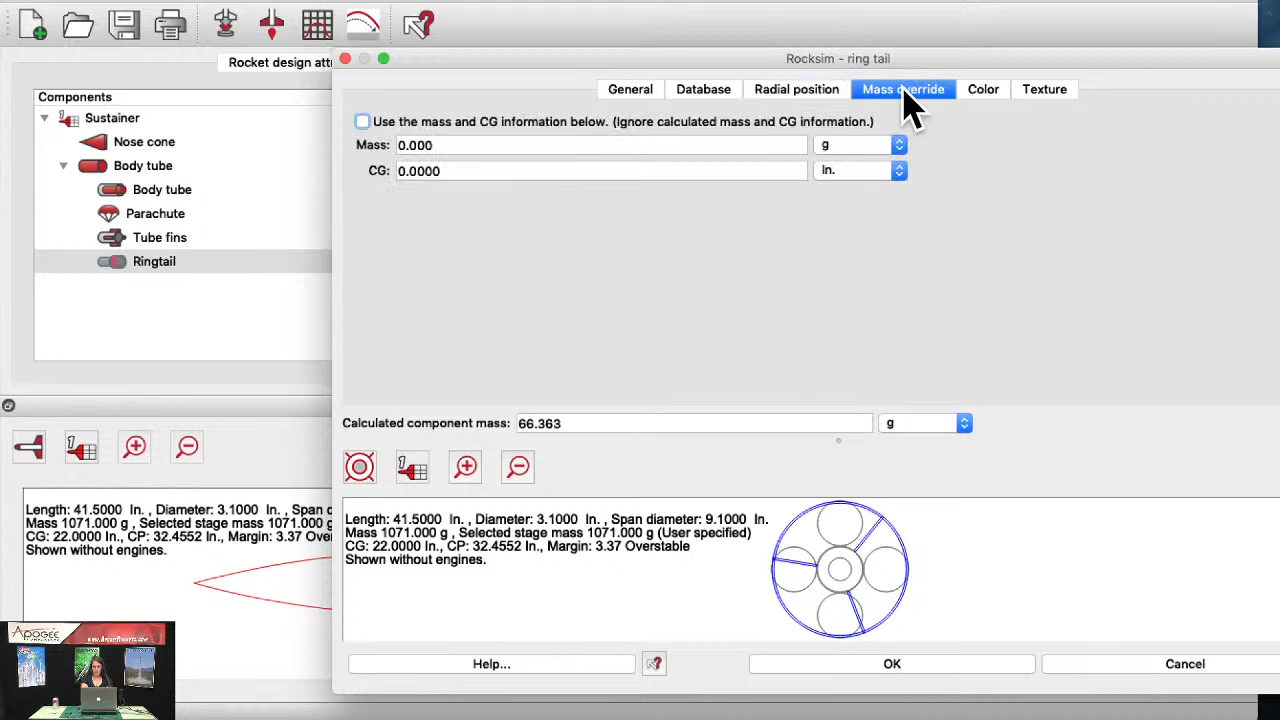 Rocket design att
Components
Sustainer
Nose cone
Body tube
Body tube
Parachute
Tube fins
Ringtail
Length: 41.5000 In. , Diameter: 3.1000 In. , Span
Mass 1071.000 g , Selected stage mass 1071.000 g
CG: 22.0000 In., CP: 32.4552 In., Margin: 3.37 Over
Shown without engines.
APOGEE
WWW.APOGEEROCKETS.COM
Rocksim - ring tail
General Database Radial position Mass override Color Texture
Use the mass and CG information below. (Ignore calculated mass and CG information.)
Mass: 0.000 g
CG: 0.0000 In.
Calculated component mass: 66.363 g
1
Length: 41.5000 In. , Diameter: 3.1000 In. , Span diameter: 9.1000 In.
Mass 1071.000 g , Selected stage mass 1071.000 g (User specified)
CG: 22.0000 In., CP: 32.4552 In., Margin: 3.37 Overstable
Shown without engines.
Help... OK Cancel